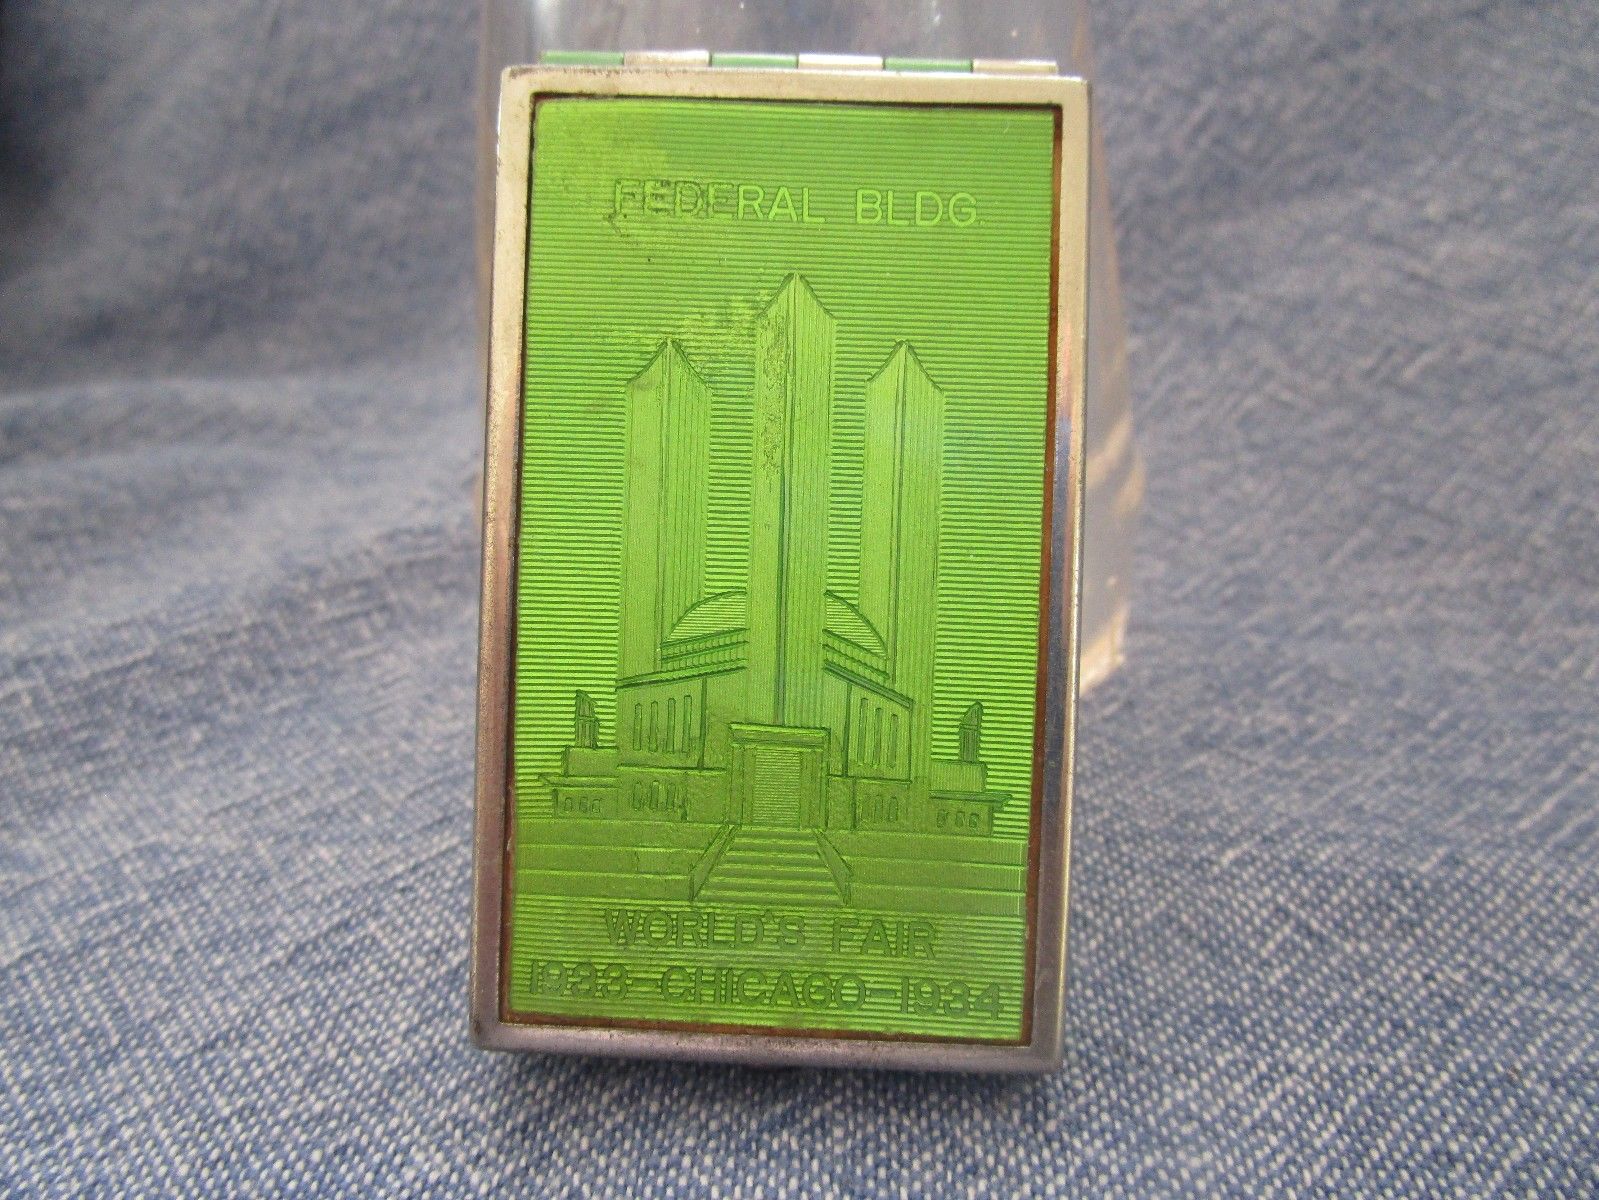 FEDERAL BLDG.
WORLD'S FAIR
1933-CHICAGO-1934